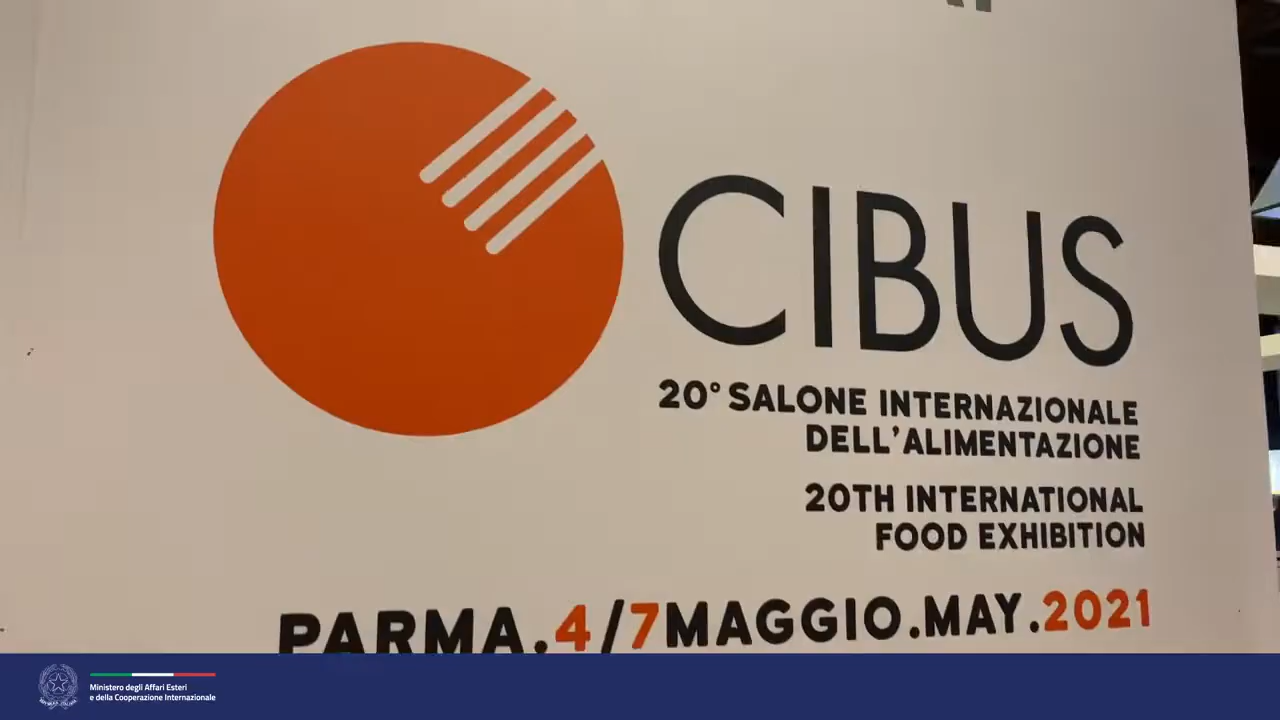 CIBUS
20° SALONE INTERNAZIONALE
DELL'ALIMENTAZIONE
20TH INTERNATIONAL
FOOD EXHIBITION
PARMA.4/7MAGGIO.MAY.2021
Ministero degli Affari Esteri
e della Cooperazione Internazionale